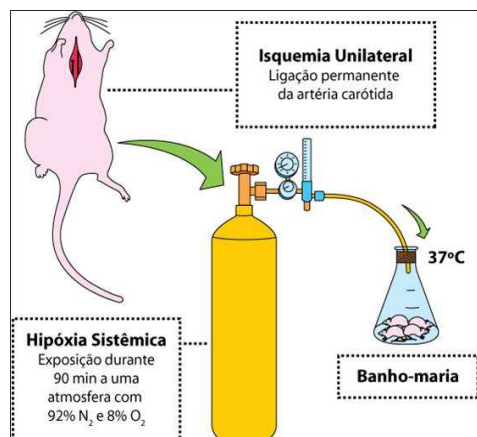 Isquemia Unilateral
Ligação permanente
da artéria carótida
37ºC
Hipóxia Sistêmica
Exposição durante
90 min a uma
atmosfera com
92% N₂ e 8% O₂
Banho-maria